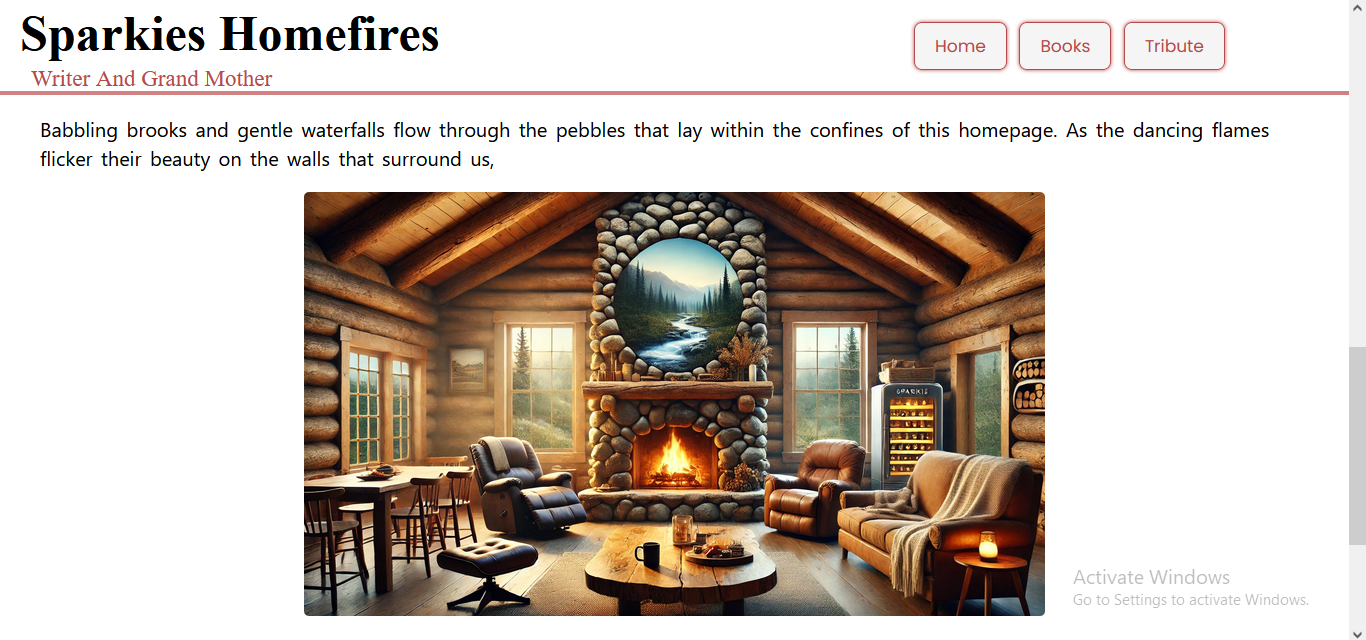 Sparkies Homefires
Home
Books
Tribute
Writer And Grand Mother
Babbling brooks and gentle waterfalls flow through the pebbles that lay within the confines of this homepage. As the dancing flames
flicker their beauty on the walls that surround us,
Activate Windows
Go to Settings to activate Windows.